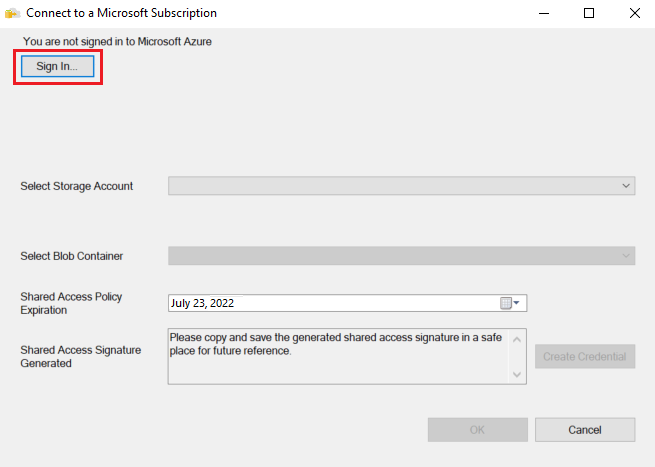 Connect to a Microsoft Subscription
You are not signed in to Microsoft Azure
Sign In...
Select Storage Account
Select Blob Container
Shared Access Policy
Expiration
July 23, 2022
Shared Access Signature
Generated
Please copy and save the generated shared access signature in a safe
place for future reference.
Create Credential
OK
Cancel